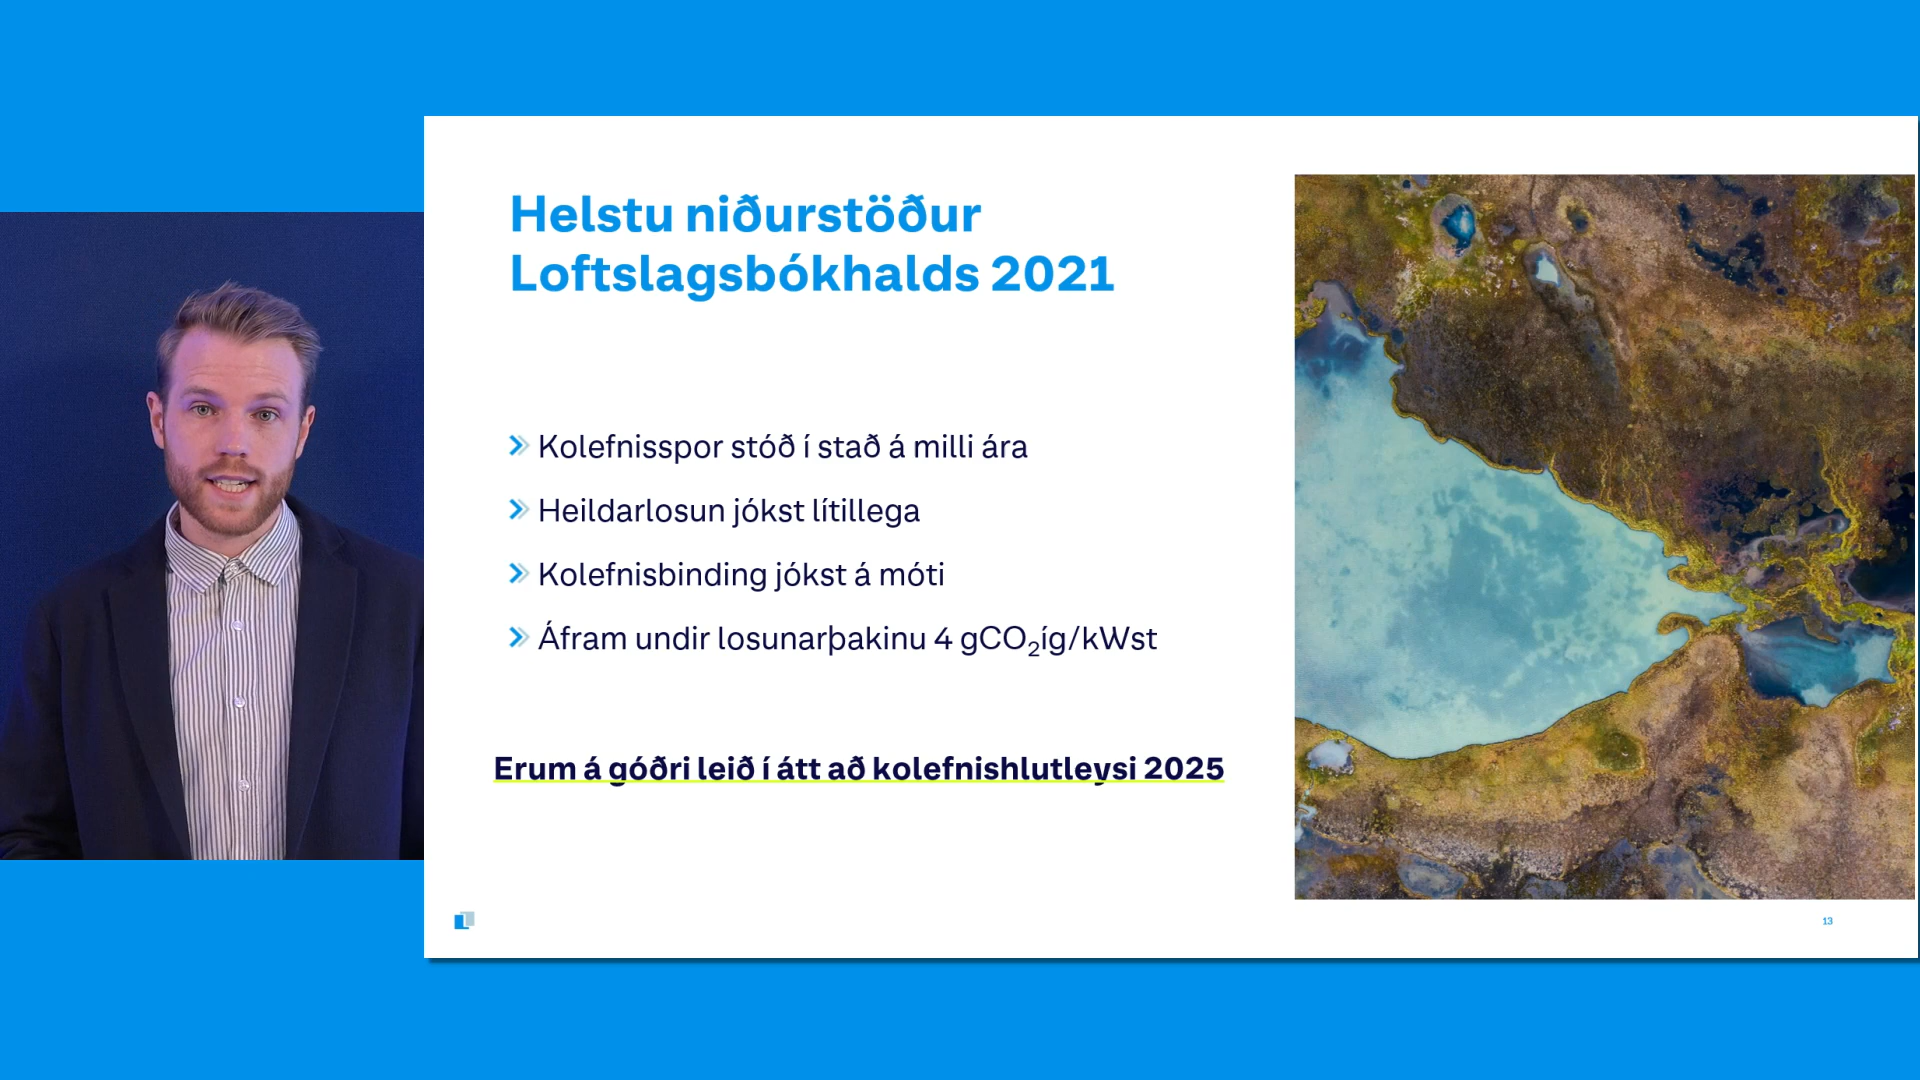 Helstu niðurstöður
Loftslagsbókhalds 2021
Kolefnisspor stóð í stað á milli ára
Heildarlosun jókst lítillega
Kolefnisbinding jókst á móti
Áfram undir losunarþakinu 4 gCO₂íg/kWst
Erum á góðri leið í átt að kolefnishlutleysi 2025
13